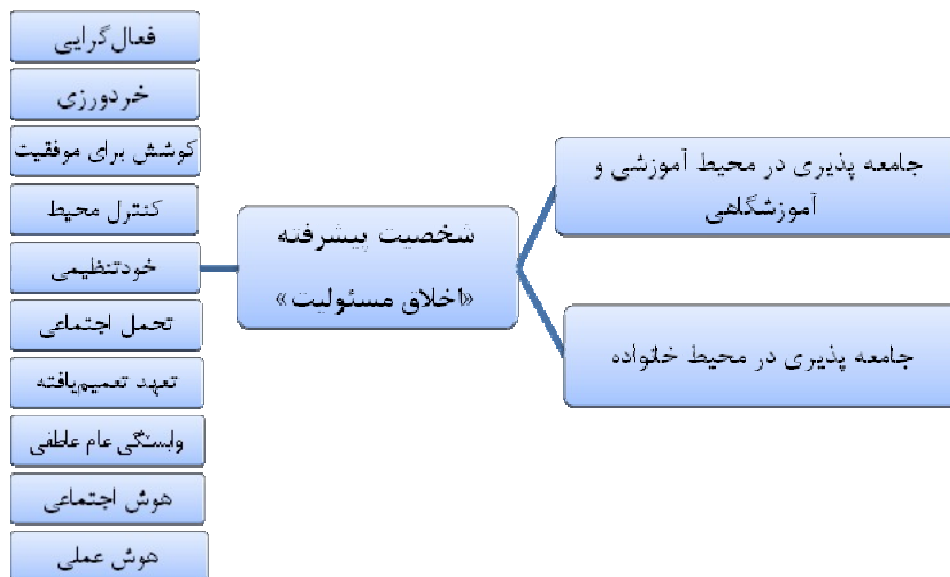 جامعه پذیری در محیط آموزشی و
آموزشگاهی
جامعه پذیری در محیط خانواده
شخصیت پیشرفته
«اخلاق مسئولیت»
فعال‌گرایی
خردورزی
کوشش برای موفقیت
کنترل محیط
خودتنظیمی
تحمل اجتماعی
تعهد تعمیم‌یافته
وابستگی عام عاطفی
هوش اجتماعی
هوش عملی